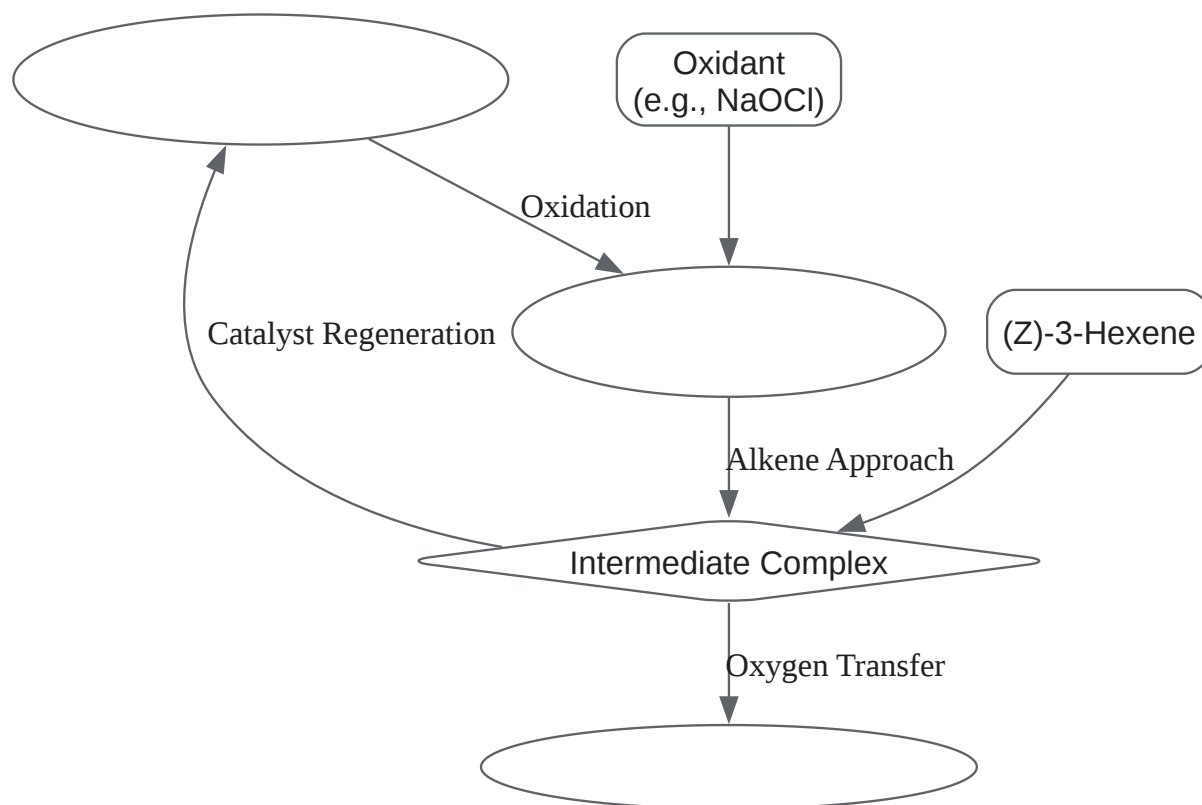 Oxidant
(e.g., NaOCl)
Oxidation
Catalyst Regeneration
(Z)-3-Hexene
Alkene Approach
Intermediate Complex
Oxygen Transfer